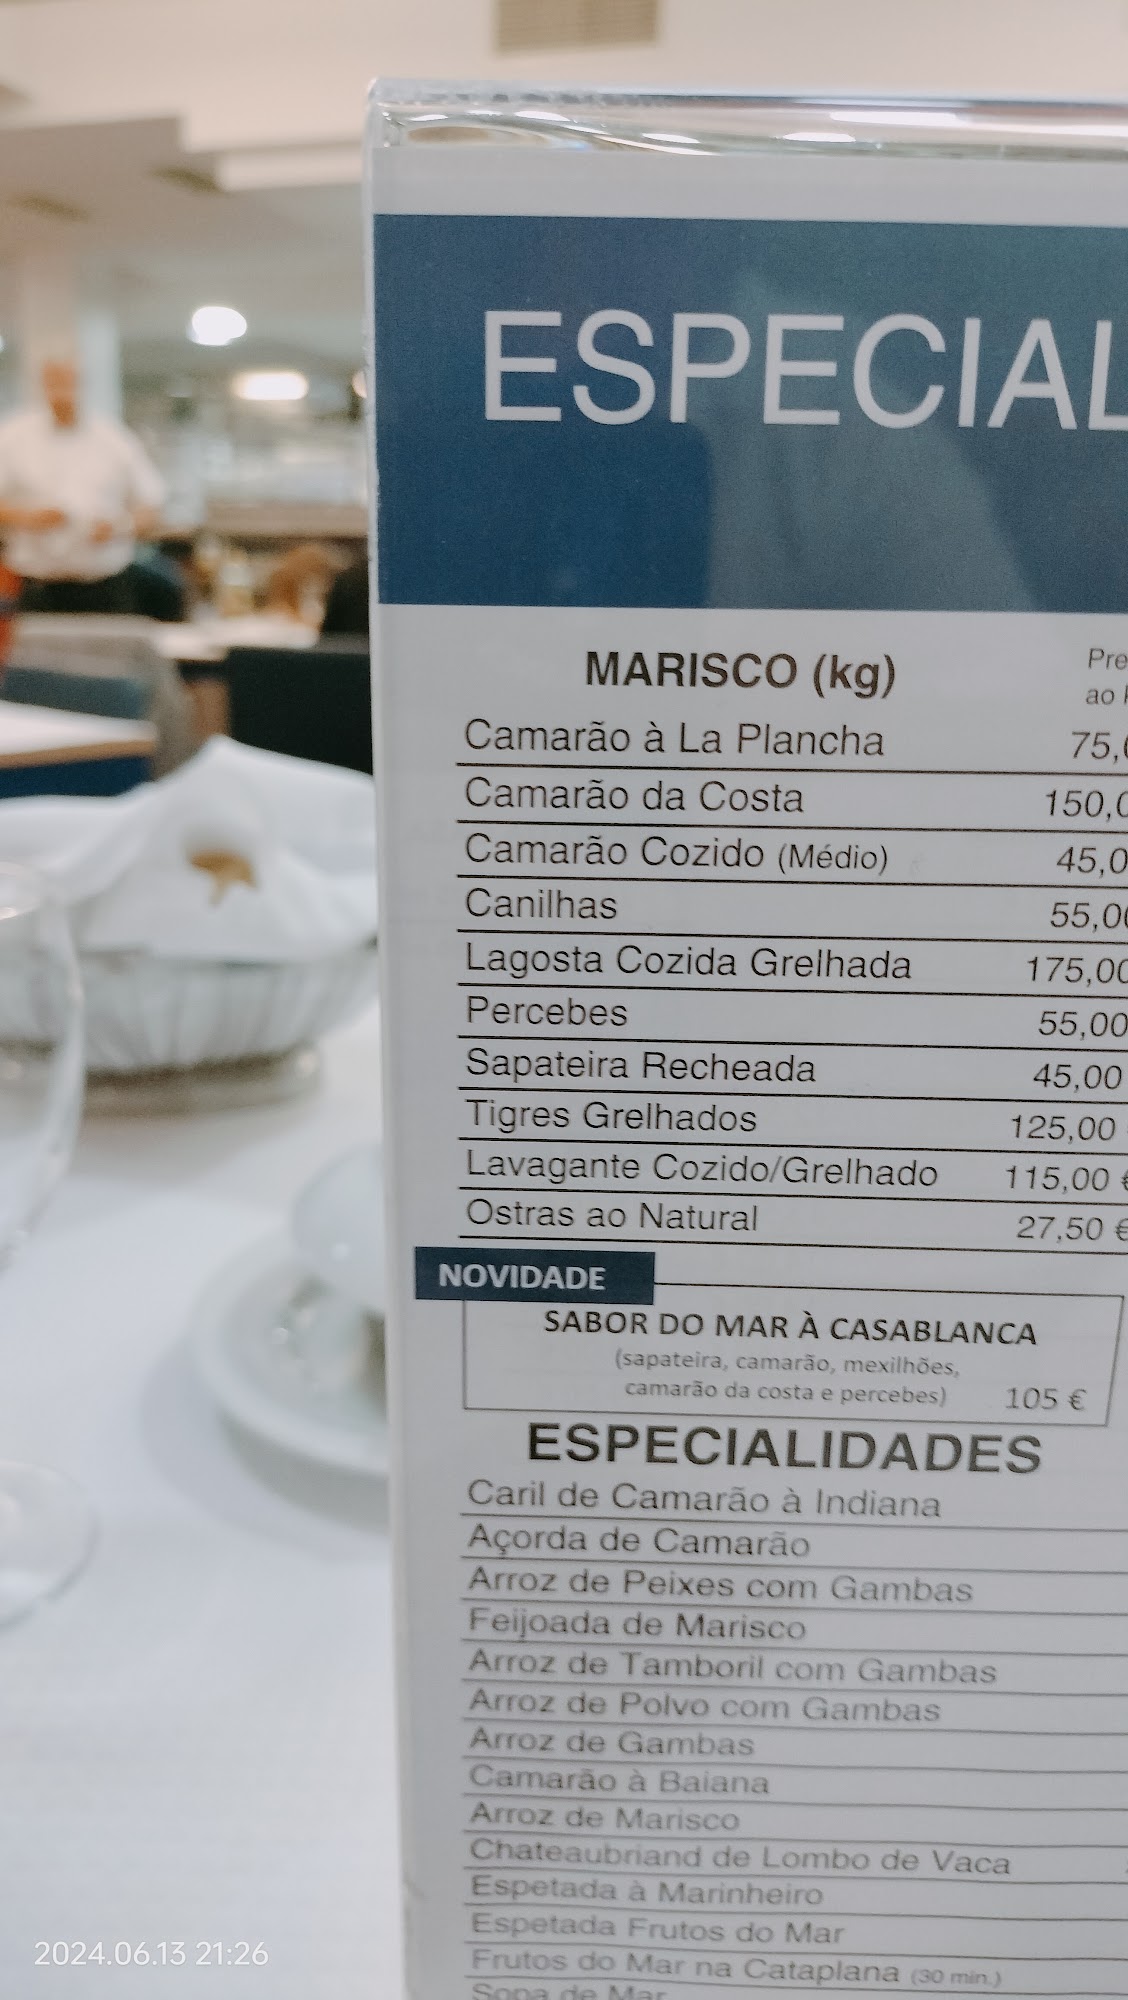 ESPECIAL
MARISCO (kg)
Pre
ao k
Camarão à La Plancha 75,0
Camarão da Costa 150,0
Camarão Cozido (Médio) 45,0
Canilhas 55,00
Lagosta Cozida Grelhada 175,00
Percebes 55,00
Sapateira Recheada 45,00
Tigres Grelhados 125,00
Lavagante Cozido/Grelhado 115,00 €
Ostras ao Natural 27,50 €
NOVIDADE
SABOR DO MAR À CASABLANCA
(sapateira, camarão, mexilhões,
camarão da costa e percebes) 105 €
ESPECIALIDADES
Caril de Camarão à Indiana
Açorda de Camarão
Arroz de Peixes com Gambas
Feijoada de Marisco
Arroz de Tamboril com Gambas
Arroz de Polvo com Gambas
Arroz de Gambas
Camarão à Baiana
Arroz de Marisco
Chateaubriand de Lombo de Vaca
Espetada à Marinheiro
Espetada Frutos do Mar
Frutos do Mar na Cataplana (30 min.)
Sopa de Mar
2024.06.13 21:26